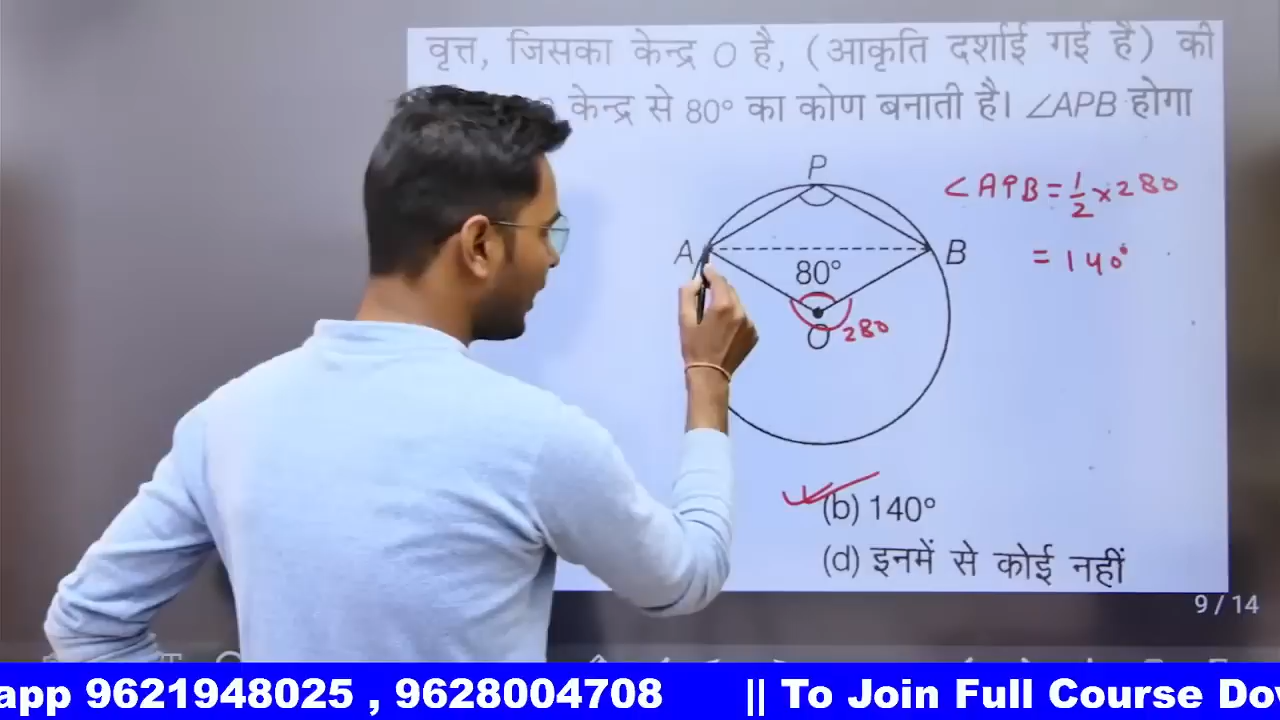 वृत्त, जिसका केन्द्र O है, (आकृति दर्शाई गई है) की
केन्द्र से 80° का कोण बनाती है। ∠APB होगा
P
∠APB = 1/2 × 280
= 140°
A
B
80°
O
280
(b) 140°
(d) इनमें से कोई नहीं
9 / 14
app 9621948025 , 9628004708 || To Join Full Course Dow